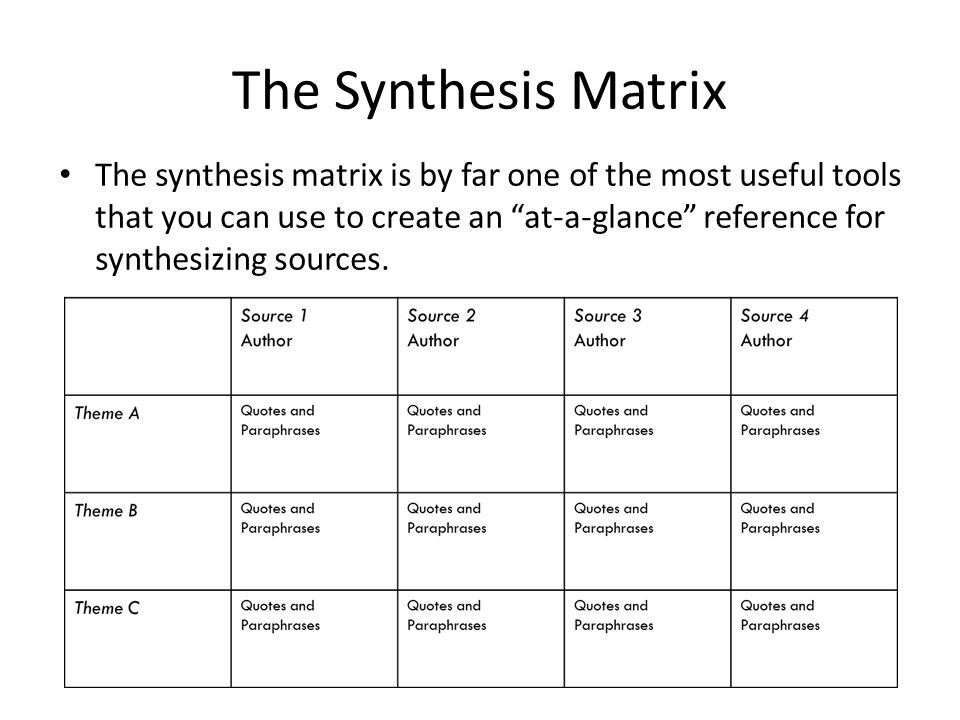 The Synthesis Matrix
• The synthesis matrix is by far one of the most useful tools
that you can use to create an “at-a-glance” reference for
synthesizing sources.
Source 1 Source 2 Source 3 Source 4
Author Author Author Author
Theme A Quotes and Quotes and Quotes and Quotes and
Paraphrases Paraphrases Paraphrases Paraphrases
Theme B Quotes and Quotes and Quotes and Quotes and
Paraphrases Paraphrases Paraphrases Paraphrases
Theme C Quotes and Quotes and Quotes and Quotes and
Paraphrases Paraphrases Paraphrases Paraphrases